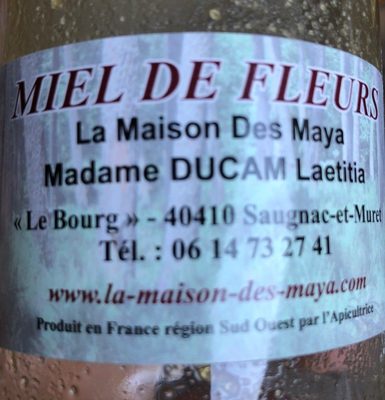 MIEL DE FLEURS
La Maison Des Maya
Madame DUCAM Laetitia
« Le Bourg » - 40410 Saugnac-et-Muret
Tél. : 06 14 73 27 41
www.la-maison-des-maya.com
Produit en France région Sud Ouest par l'Apicultrice